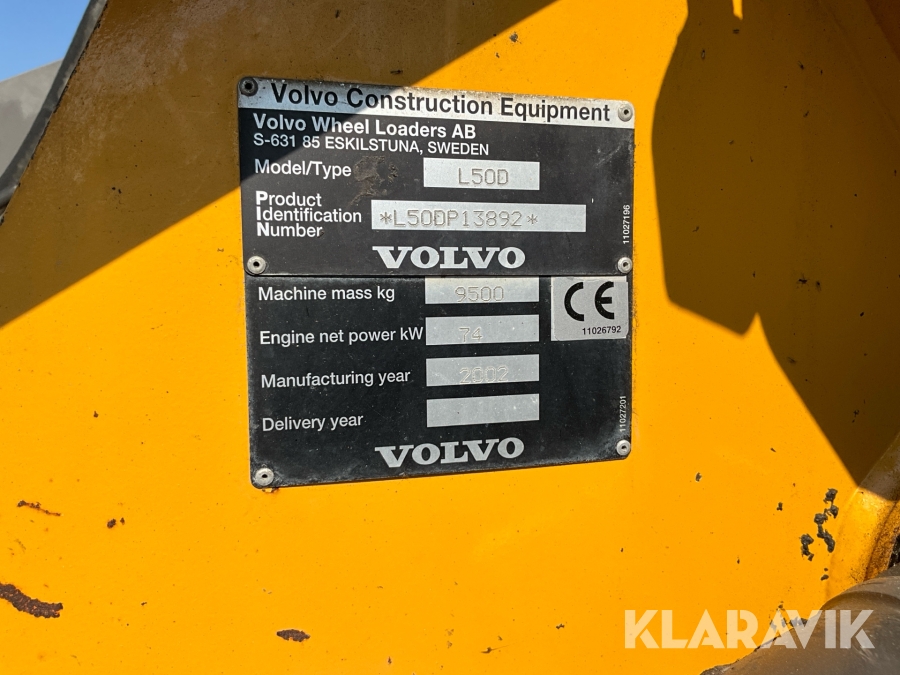 Volvo Construction Equipment
Volvo Wheel Loaders AB
S-631 85 ESKILSTUNA, SWEDEN
Model/Type L50D
Product
Identification *L50DP13892*
Number
11027196
VOLVO
Machine mass kg 9500
CE
11026792
Engine net power kW 74
Manufacturing year 2002
Delivery year
11027201
VOLVO
KLARAVIK